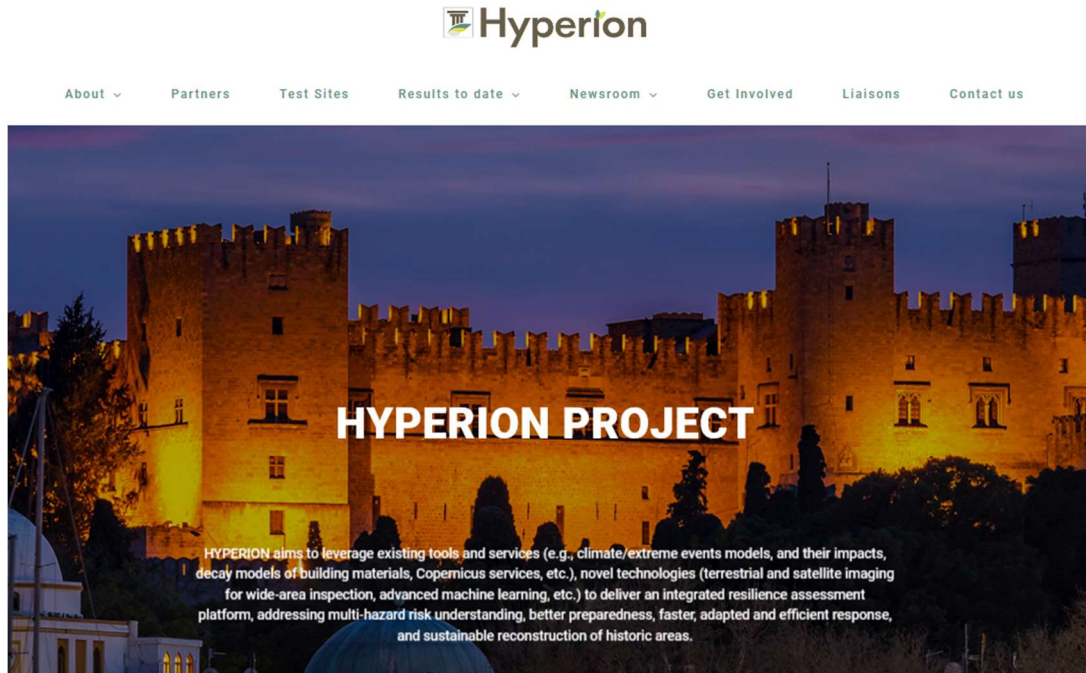 Hyperion
About
Partners
Test Sites
Results to date
Newsroom
Get Involved
Liaisons
Contact us
HYPERION PROJECT
HYPERION aims to leverage existing tools and services (e.g., climate/extreme events models, and their impacts,
decay models of building materials, Copernicus services, etc.), novel technologies (terrestrial and satellite imaging
for wide-area inspection, advanced machine learning, etc.) to deliver an integrated resilience assessment
platform, addressing multi-hazard risk understanding, better preparedness, faster, adapted and efficient response,
and sustainable reconstruction of historic areas.